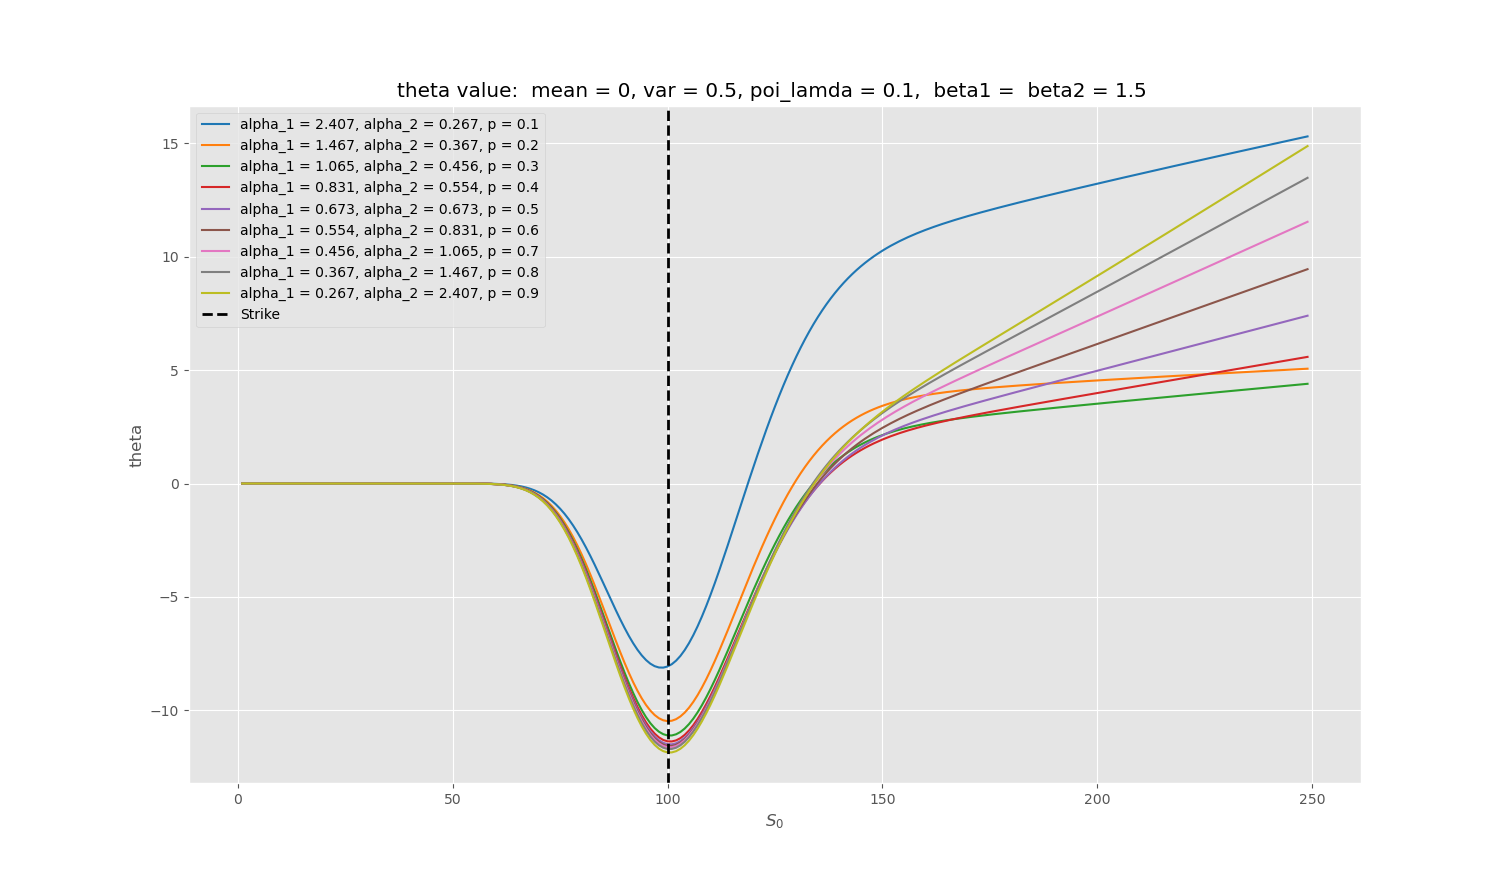 theta value:  mean = 0, var = 0.5, poi_lamda = 0.1,  beta1 =  beta2 = 1.5
alpha_1 = 2.407, alpha_2 = 0.267, p = 0.1
alpha_1 = 1.467, alpha_2 = 0.367, p = 0.2
alpha_1 = 1.065, alpha_2 = 0.456, p = 0.3
alpha_1 = 0.831, alpha_2 = 0.554, p = 0.4
alpha_1 = 0.673, alpha_2 = 0.673, p = 0.5
alpha_1 = 0.554, alpha_2 = 0.831, p = 0.6
alpha_1 = 0.456, alpha_2 = 1.065, p = 0.7
alpha_1 = 0.367, alpha_2 = 1.467, p = 0.8
alpha_1 = 0.267, alpha_2 = 2.407, p = 0.9
Strike
15
10
5
0
−5
−10
theta
0 50 100 150 200 250
S₀